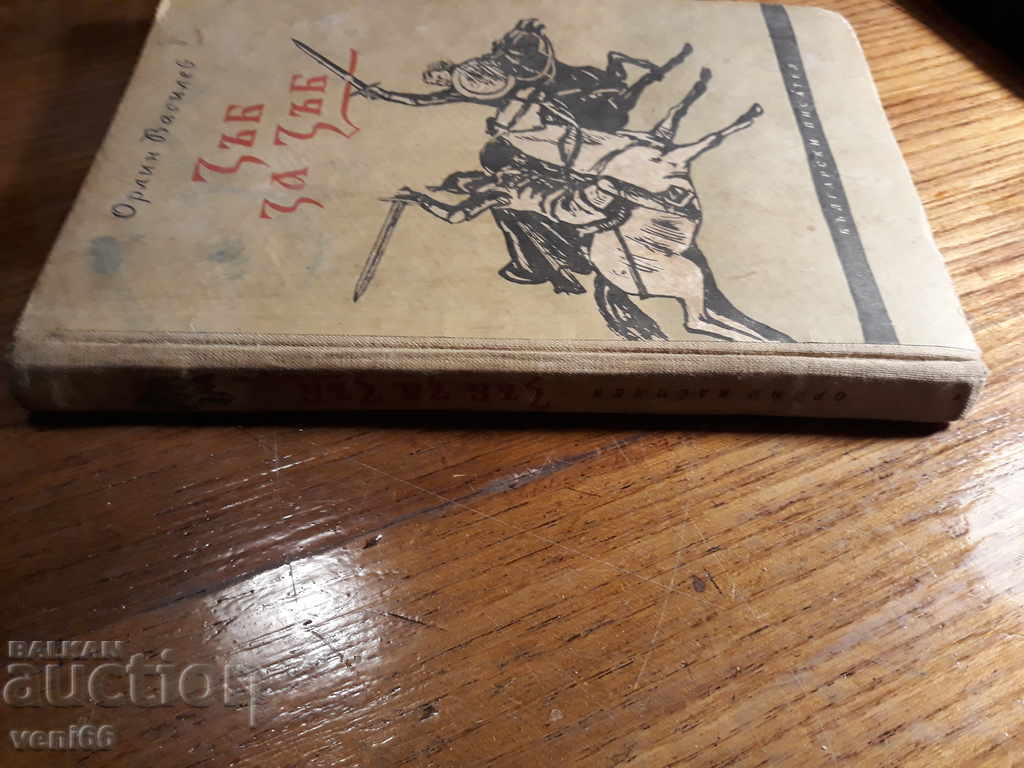 Орлин Василев
Зъб
за зъб
БЪЛГАРСКИ ПИСАТЕЛ
ОРЛИН ВАСИЛЕВ
Зъб за зъб
BALKAN
auction
veni66